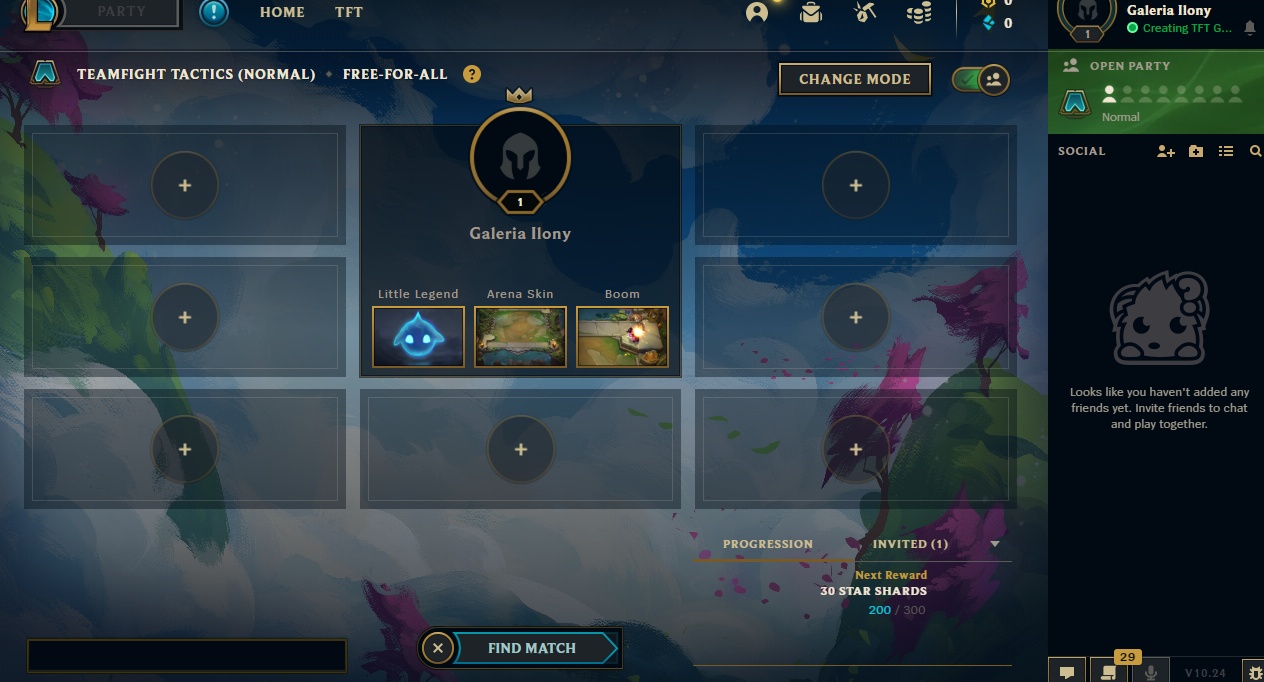 PARTY
HOME
TFT
0
0
Galeria Ilony
1
Creating TFT G...
TEAMFIGHT TACTICS (NORMAL) • FREE-FOR-ALL ?
CHANGE MODE
OPEN PARTY
Normal
SOCIAL
1
Galeria Ilony
Little Legend
Arena Skin
Boom
Looks like you haven't added any
friends yet. Invite friends to chat
and play together.
PROGRESSION
INVITED (1)
Next Reward
30 STAR SHARDS
200 / 300
FIND MATCH
29
V10.24